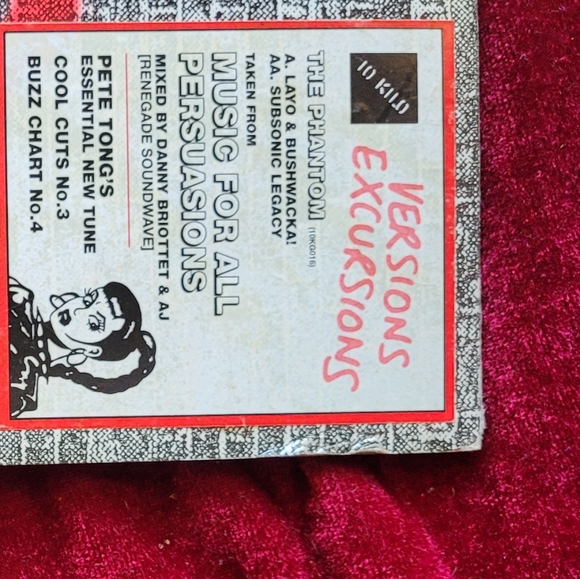 10 KILO
VERSIONS
EXCURSIONS
THE PHANTOM [10KG016]
A. LAYO & BUSHWACKA!
AA. SUBSONIC LEGACY
TAKEN FROM
MUSIC FOR ALL
PERSUASIONS
MIXED BY DANNY BRIOTTET & AJ
[RENEGADE SOUNDWAVE]
PETE TONG'S
ESSENTIAL NEW TUNE
COOL CUTS No.3
BUZZ CHART No.4